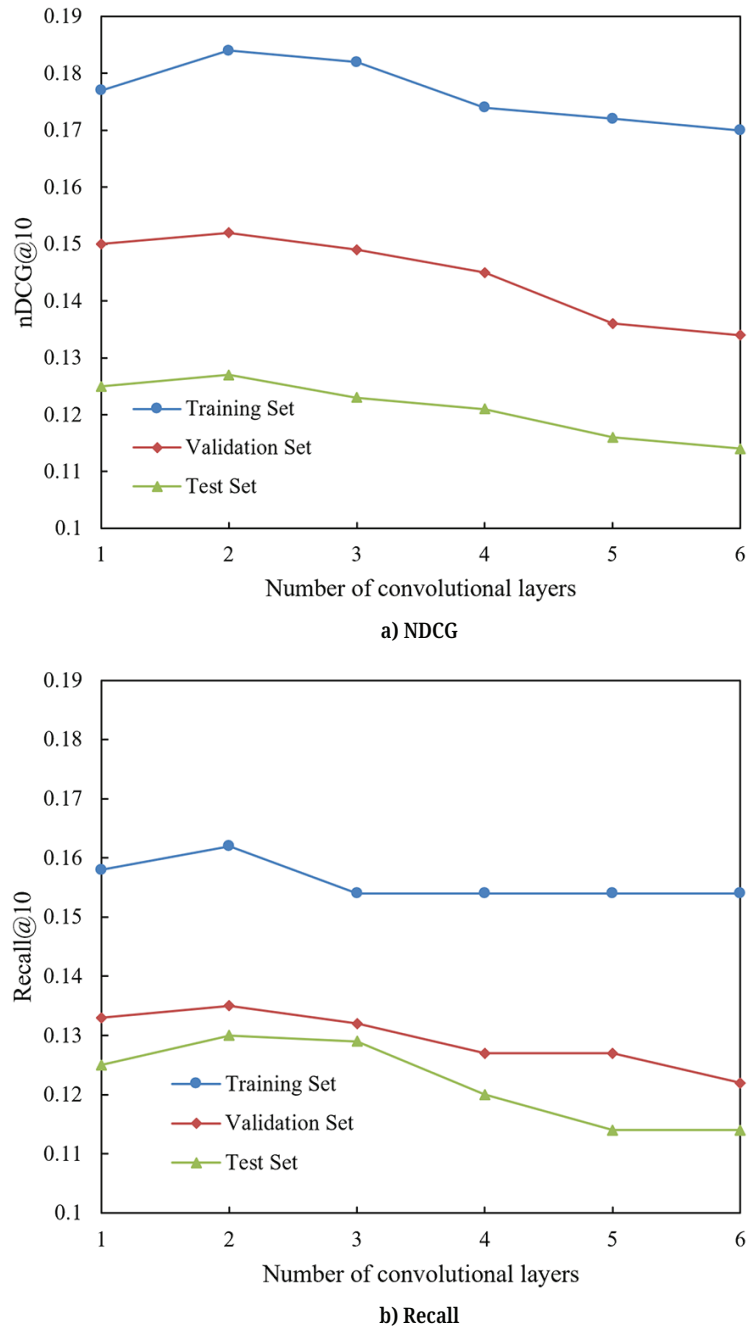 0.19
0.18
0.17
0.16
0.15
0.14
0.13
0.12
0.11
0.1
nDCG@10
Training Set
Validation Set
Test Set
1 2 3 4 5 6
Number of convolutional layers
a) NDCG
0.19
0.18
0.17
0.16
0.15
0.14
0.13
0.12
0.11
0.1
Recall@10
Training Set
Validation Set
Test Set
1 2 3 4 5 6
Number of convolutional layers
b) Recall